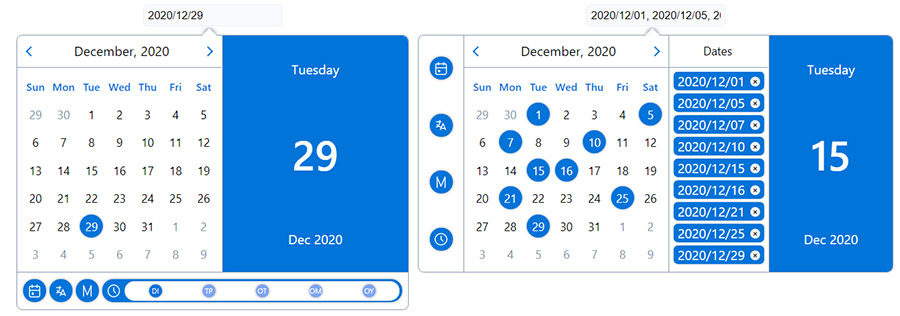 2020/12/29
December, 2020
Sun Mon Tue Wed Thu Fri Sat
29 30 1 2 3 4 5
6 7 8 9 10 11 12
13 14 15 16 17 18 19
20 21 22 23 24 25 26
27 28 29 30 31 1 2
3 4 5 6 7 8 9
Tuesday
29
Dec 2020
M
DI TP OT OM OY
2020/12/01, 2020/12/05, 2
M
December, 2020
Sun Mon Tue Wed Thu Fri Sat
29 30 1 2 3 4 5
6 7 8 9 10 11 12
13 14 15 16 17 18 19
20 21 22 23 24 25 26
27 28 29 30 31 1 2
3 4 5 6 7 8 9
Dates
2020/12/01
2020/12/05
2020/12/07
2020/12/10
2020/12/15
2020/12/16
2020/12/21
2020/12/25
2020/12/29
Tuesday
15
Dec 2020